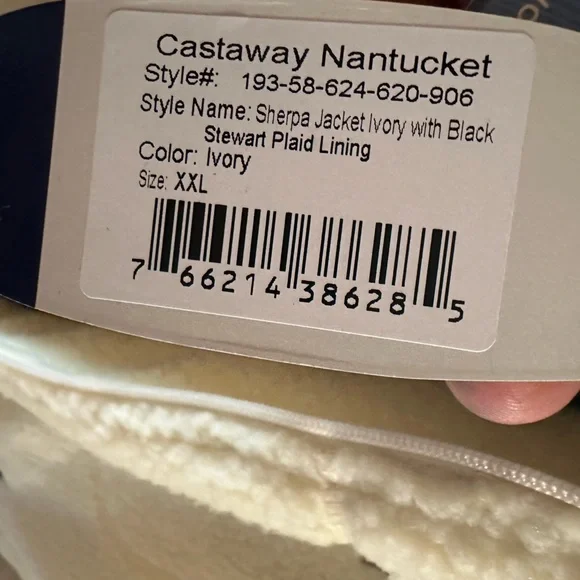 Castaway Nantucket
Style#: 193-58-624-620-906
Style Name: Sherpa Jacket Ivory with Black
Stewart Plaid Lining
Color: Ivory
Size: XXL
7 66214 38628 5